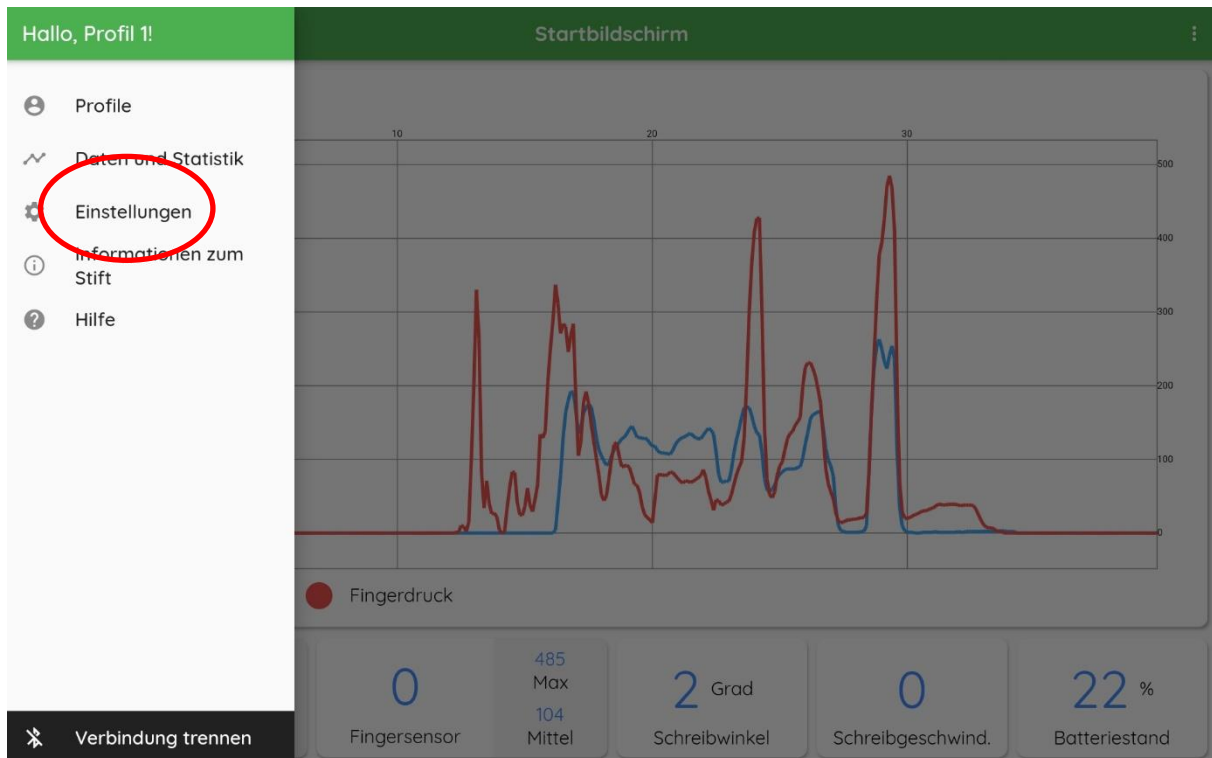 Hallo, Profil 1!
Startbildschirm
Profile
Daten und Statistik
Einstellungen
Informationen zum
Stift
Hilfe
Verbindung trennen
10
20
30
500
400
300
200
100
0
Fingerdruck
0
Fingersensor
485
Max
104
Mittel
2 Grad
Schreibwinkel
0
Schreibgeschwind.
22 %
Batteriestand